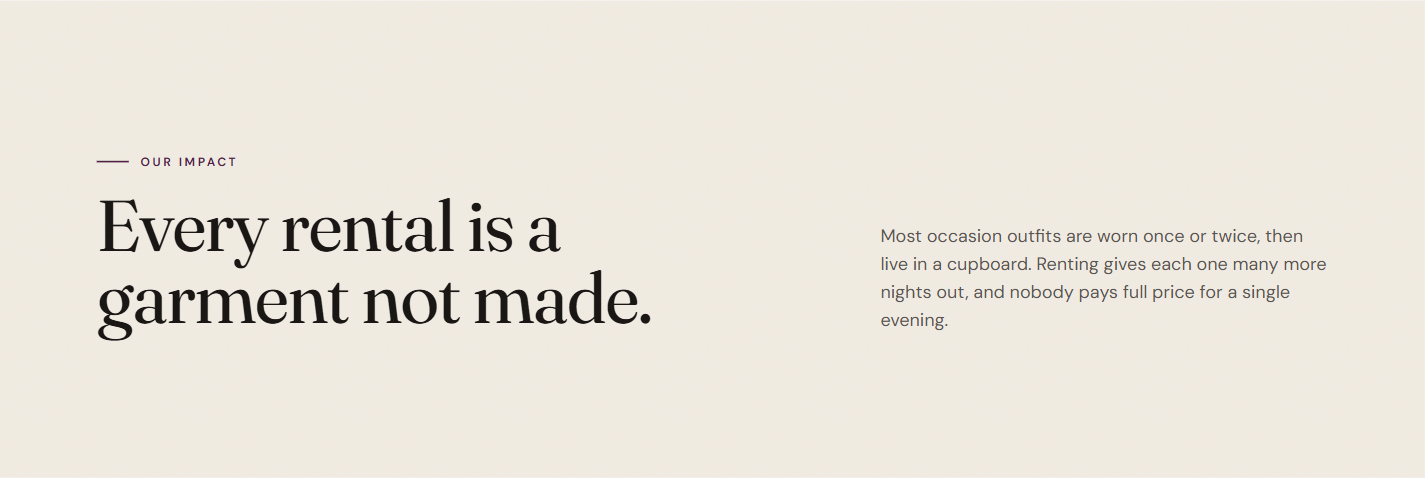 OUR IMPACT
Every rental is a
garment not made.
Most occasion outfits are worn once or twice, then
live in a cupboard. Renting gives each one many more
nights out, and nobody pays full price for a single
evening.